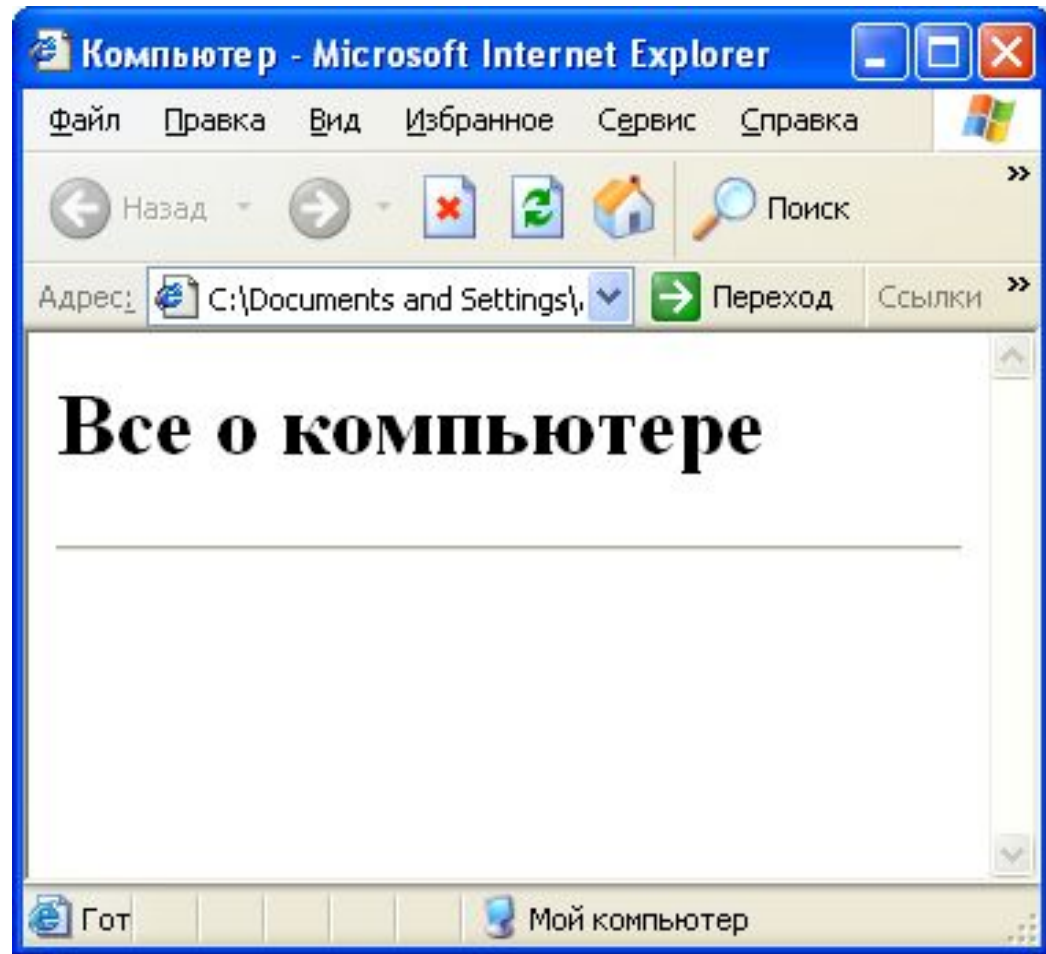 Компьютер - Microsoft Internet Explorer
Файл Правка Вид Избранное Сервис Справка
Назад Поиск »
Адрес: C:\Documents and Settings\ Переход Ссылки »
Все о компьютере
Гот Мой компьютер